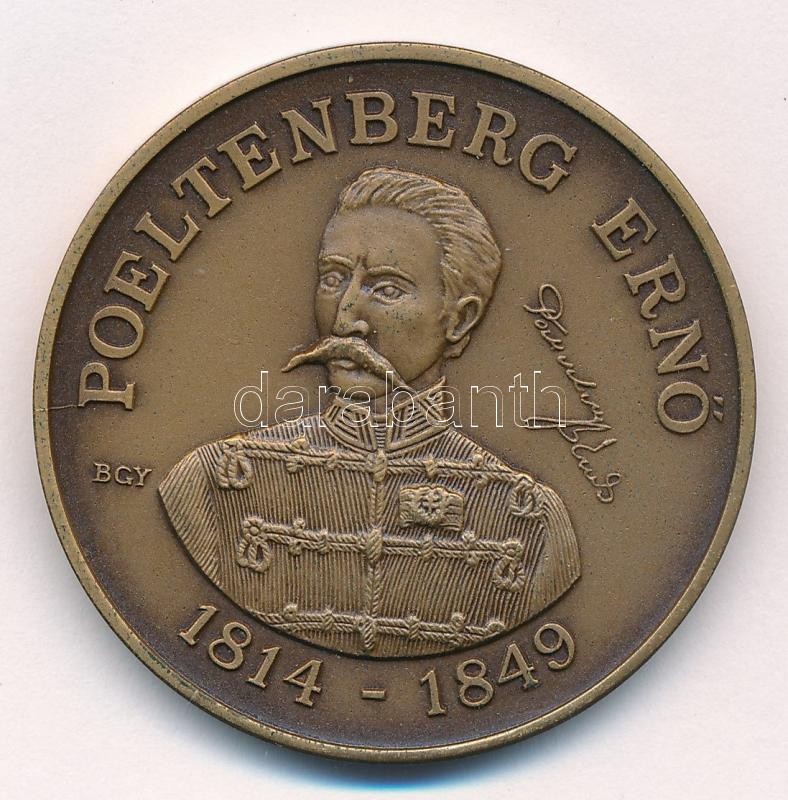 POELTENBERG ERNŐ
BGY
1814 - 1849
darabanth